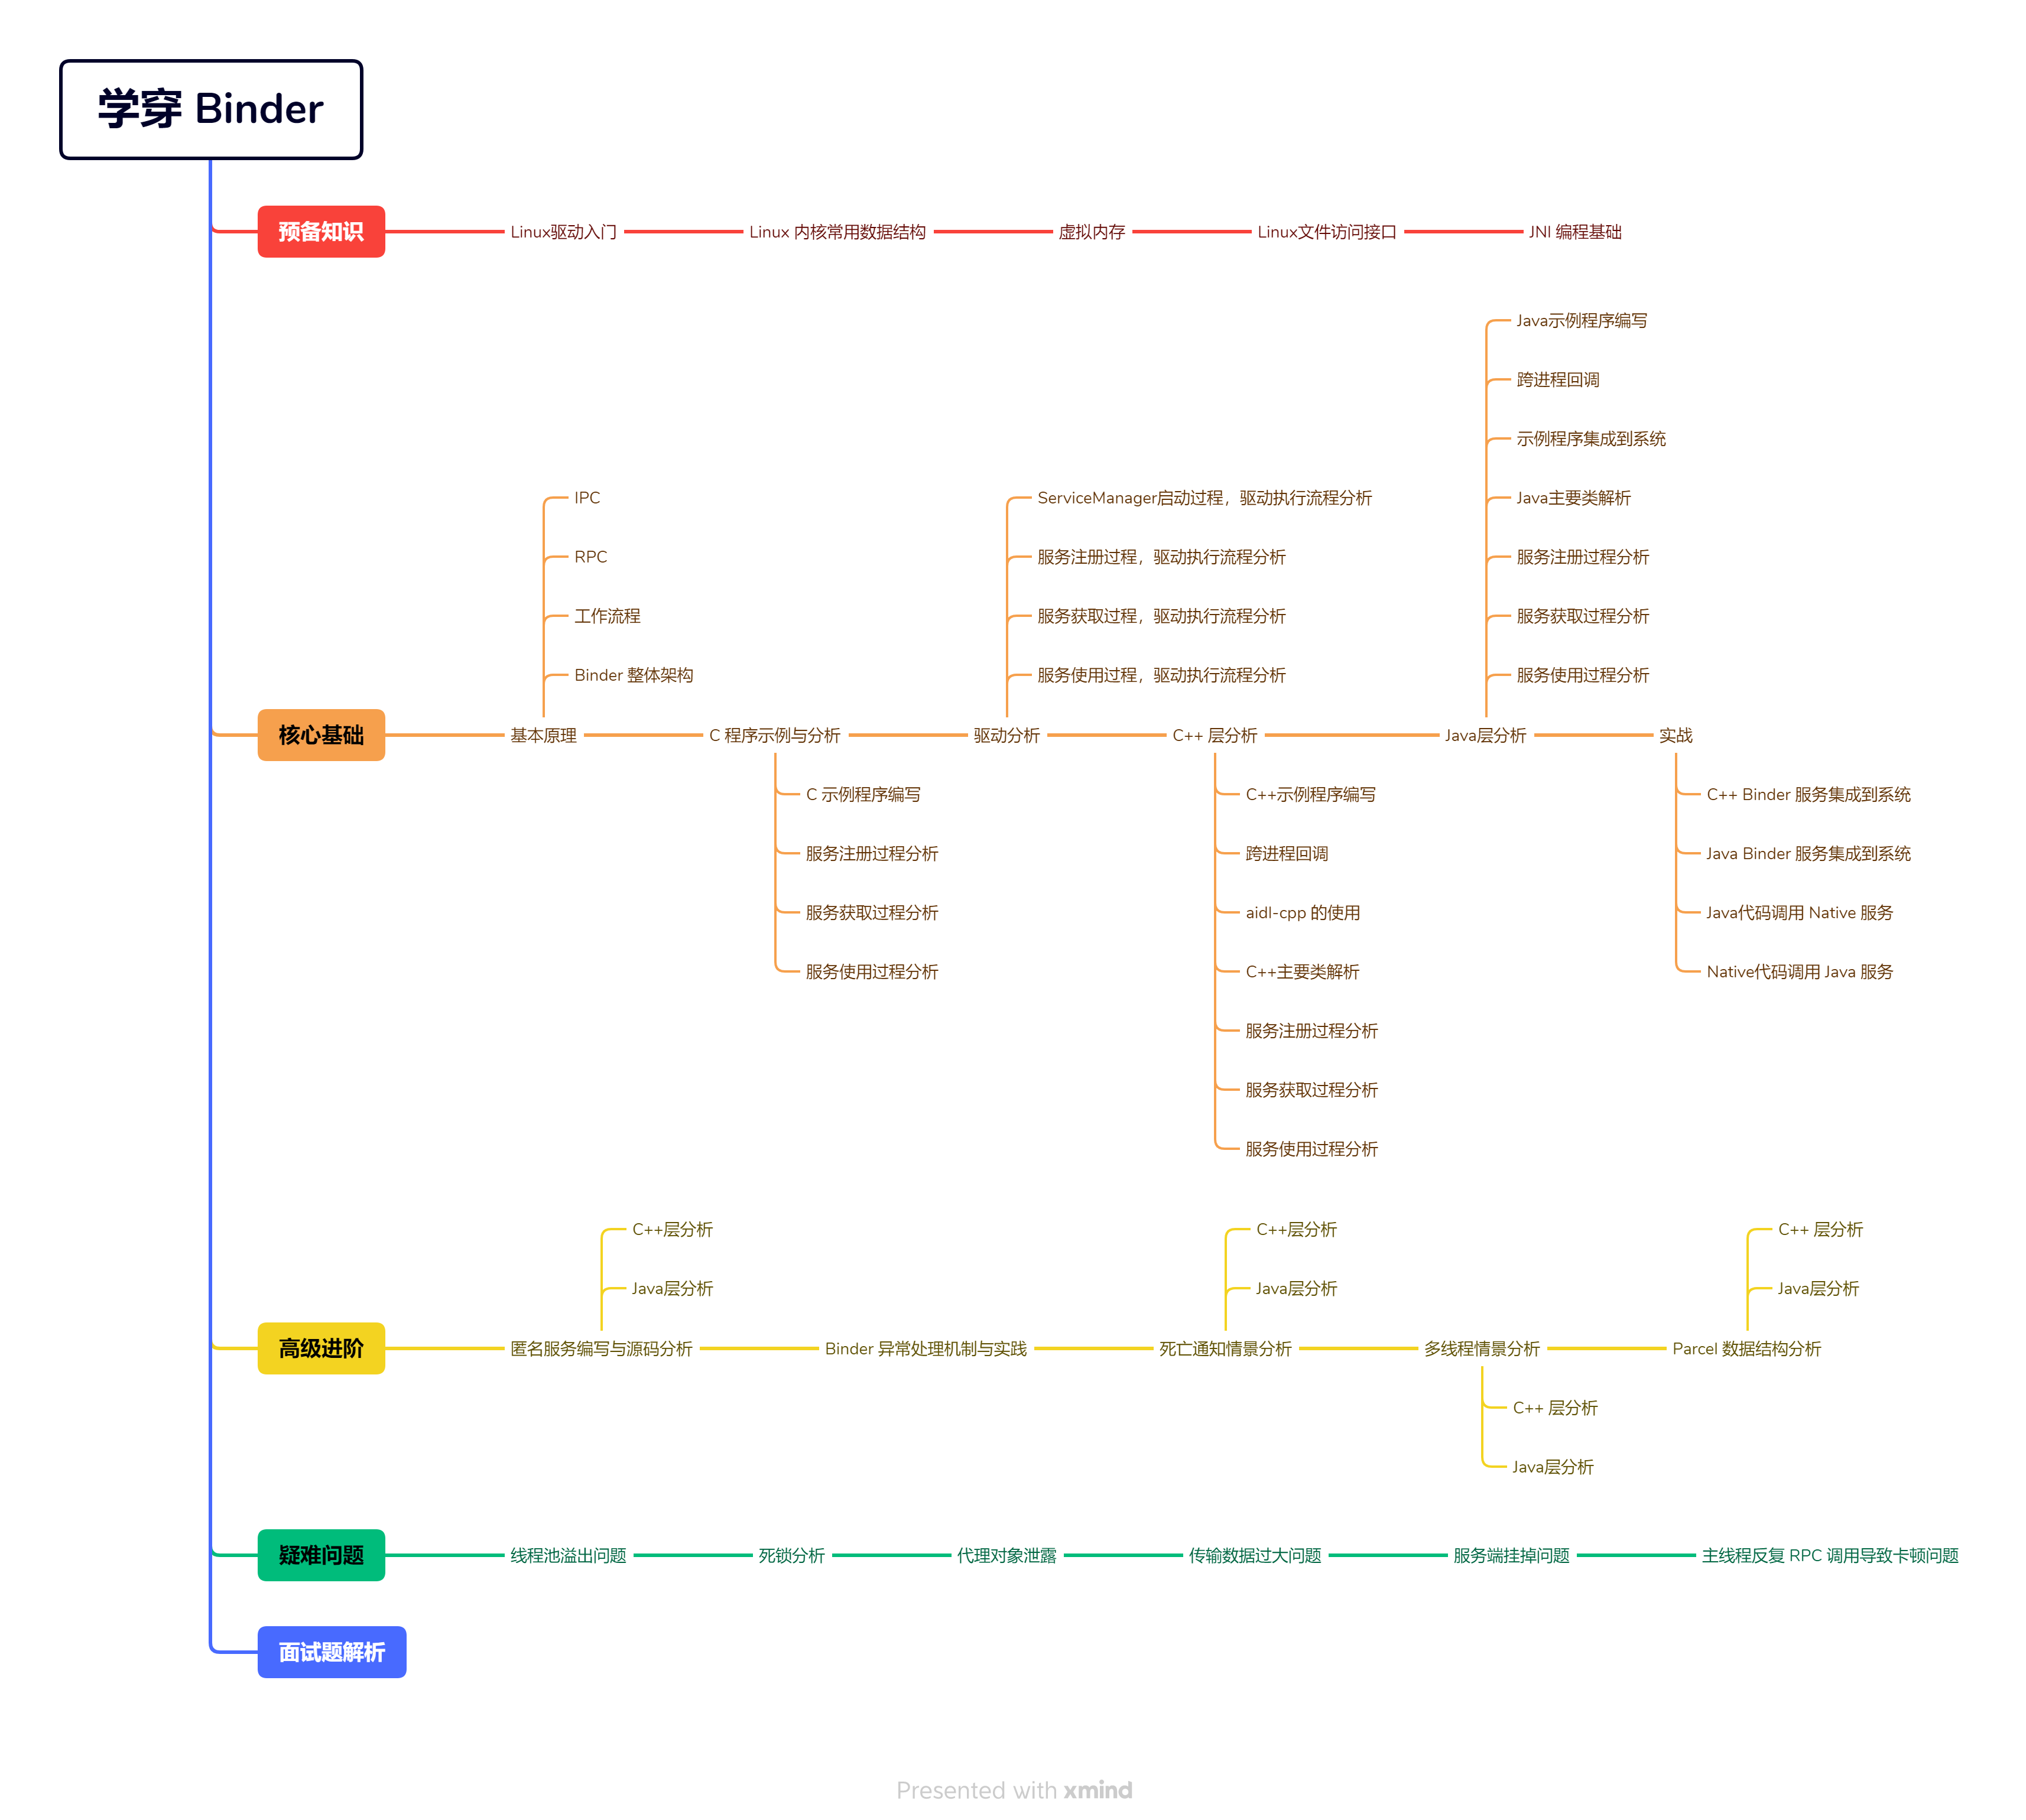 学穿 Binder
预备知识
Linux驱动入门
Linux 内核常用数据结构
虚拟内存
Linux文件访问接口
JNI 编程基础
核心基础
基本原理
IPC
RPC
工作流程
Binder 整体架构
C 程序示例与分析
C 示例程序编写
服务注册过程分析
服务获取过程分析
服务使用过程分析
驱动分析
ServiceManager启动过程，驱动执行流程分析
服务注册过程，驱动执行流程分析
服务获取过程，驱动执行流程分析
服务使用过程，驱动执行流程分析
C++ 层分析
C++示例程序编写
跨进程回调
aidl-cpp 的使用
C++主要类解析
服务注册过程分析
服务获取过程分析
服务使用过程分析
Java层分析
Java示例程序编写
跨进程回调
示例程序集成到系统
Java主要类解析
服务注册过程分析
服务获取过程分析
服务使用过程分析
实战
C++ Binder 服务集成到系统
Java Binder 服务集成到系统
Java代码调用 Native 服务
Native代码调用 Java 服务
高级进阶
匿名服务编写与源码分析
C++层分析
Java层分析
Binder 异常处理机制与实践
死亡通知情景分析
C++层分析
Java层分析
多线程情景分析
C++ 层分析
Java层分析
Parcel 数据结构分析
C++ 层分析
Java层分析
疑难问题
线程池溢出问题
死锁分析
代理对象泄露
传输数据过大问题
服务端挂掉问题
主线程反复 RPC 调用导致卡顿问题
面试题解析
Presented with xmind